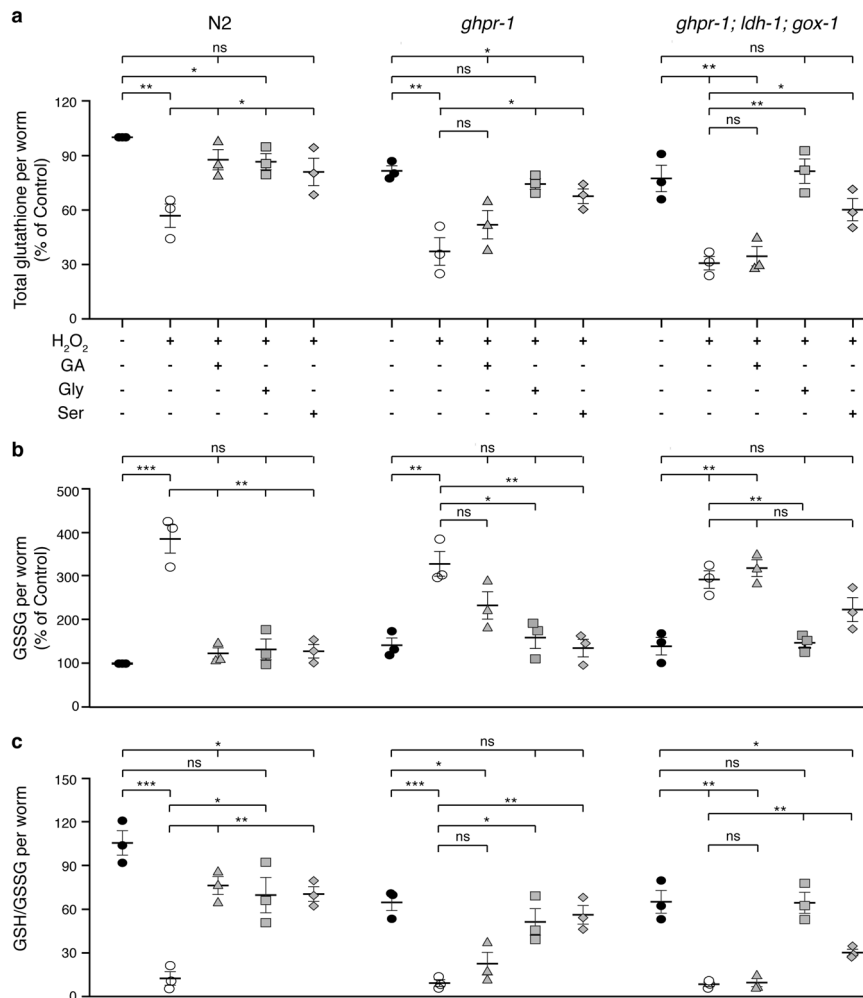 a
N2
ghpr-1
ghpr-1; ldh-1; gox-1
ns
*
**
*
*
ns
**
*
ns
**
*
**
ns
Total glutathione per worm
(% of Control)
120
90
60
30
0
H₂O₂ - + + + + - + + + + - + + + +
GA - - + - - - - + - - - - + - -
Gly - - - + - - - - + - - - - + -
Ser - - - - + - - - - + - - - - +
b
ns
***
**
ns
**
**
*
ns
ns
**
**
ns
ns
GSSG per worm
(% of Control)
500
400
300
200
100
0
c
*
ns
***
*
**
ns
*
***
**
*
ns
*
ns
**
**
ns
GSH/GSSG per worm
150
120
90
60
30
0